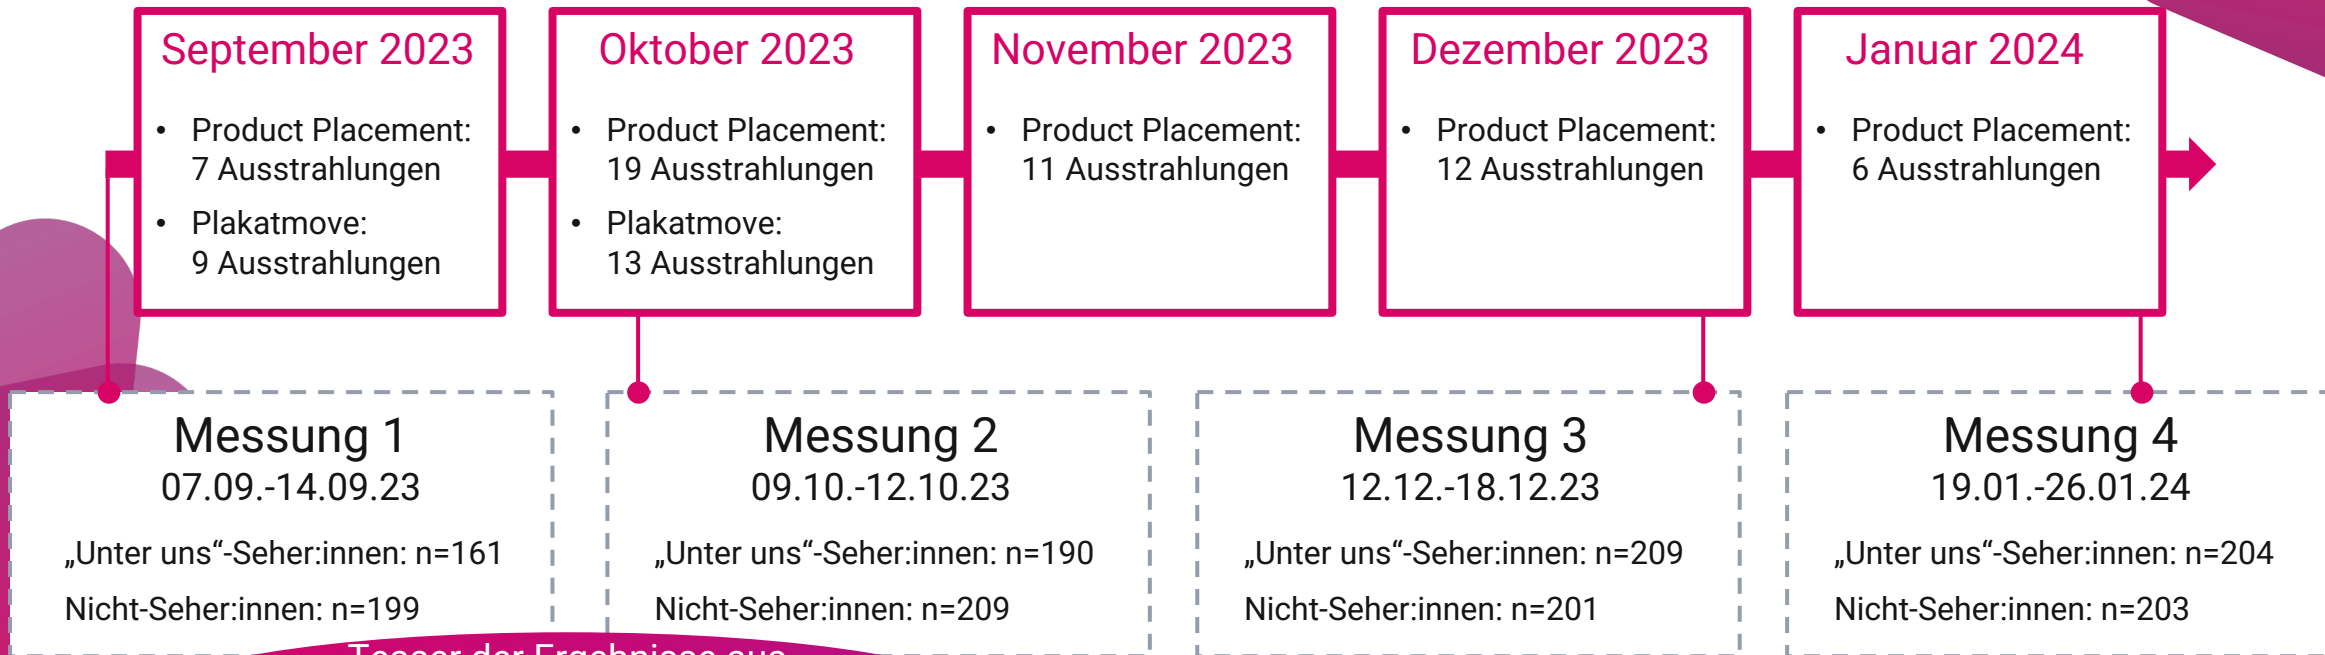 September 2023
• Product Placement:
7 Ausstrahlungen
• Plakatmove:
9 Ausstrahlungen
Oktober 2023
• Product Placement:
19 Ausstrahlungen
• Plakatmove:
13 Ausstrahlungen
November 2023
• Product Placement:
11 Ausstrahlungen
Dezember 2023
• Product Placement:
12 Ausstrahlungen
Januar 2024
• Product Placement:
6 Ausstrahlungen
Messung 1
07.09.-14.09.23
„Unter uns“-Seher:innen: n=161
Nicht-Seher:innen: n=199
Messung 2
09.10.-12.10.23
„Unter uns“-Seher:innen: n=190
Nicht-Seher:innen: n=209
Messung 3
12.12.-18.12.23
„Unter uns“-Seher:innen: n=209
Nicht-Seher:innen: n=201
Messung 4
19.01.-26.01.24
„Unter uns“-Seher:innen: n=204
Nicht-Seher:innen: n=203
Teaser der Ergebnisse aus